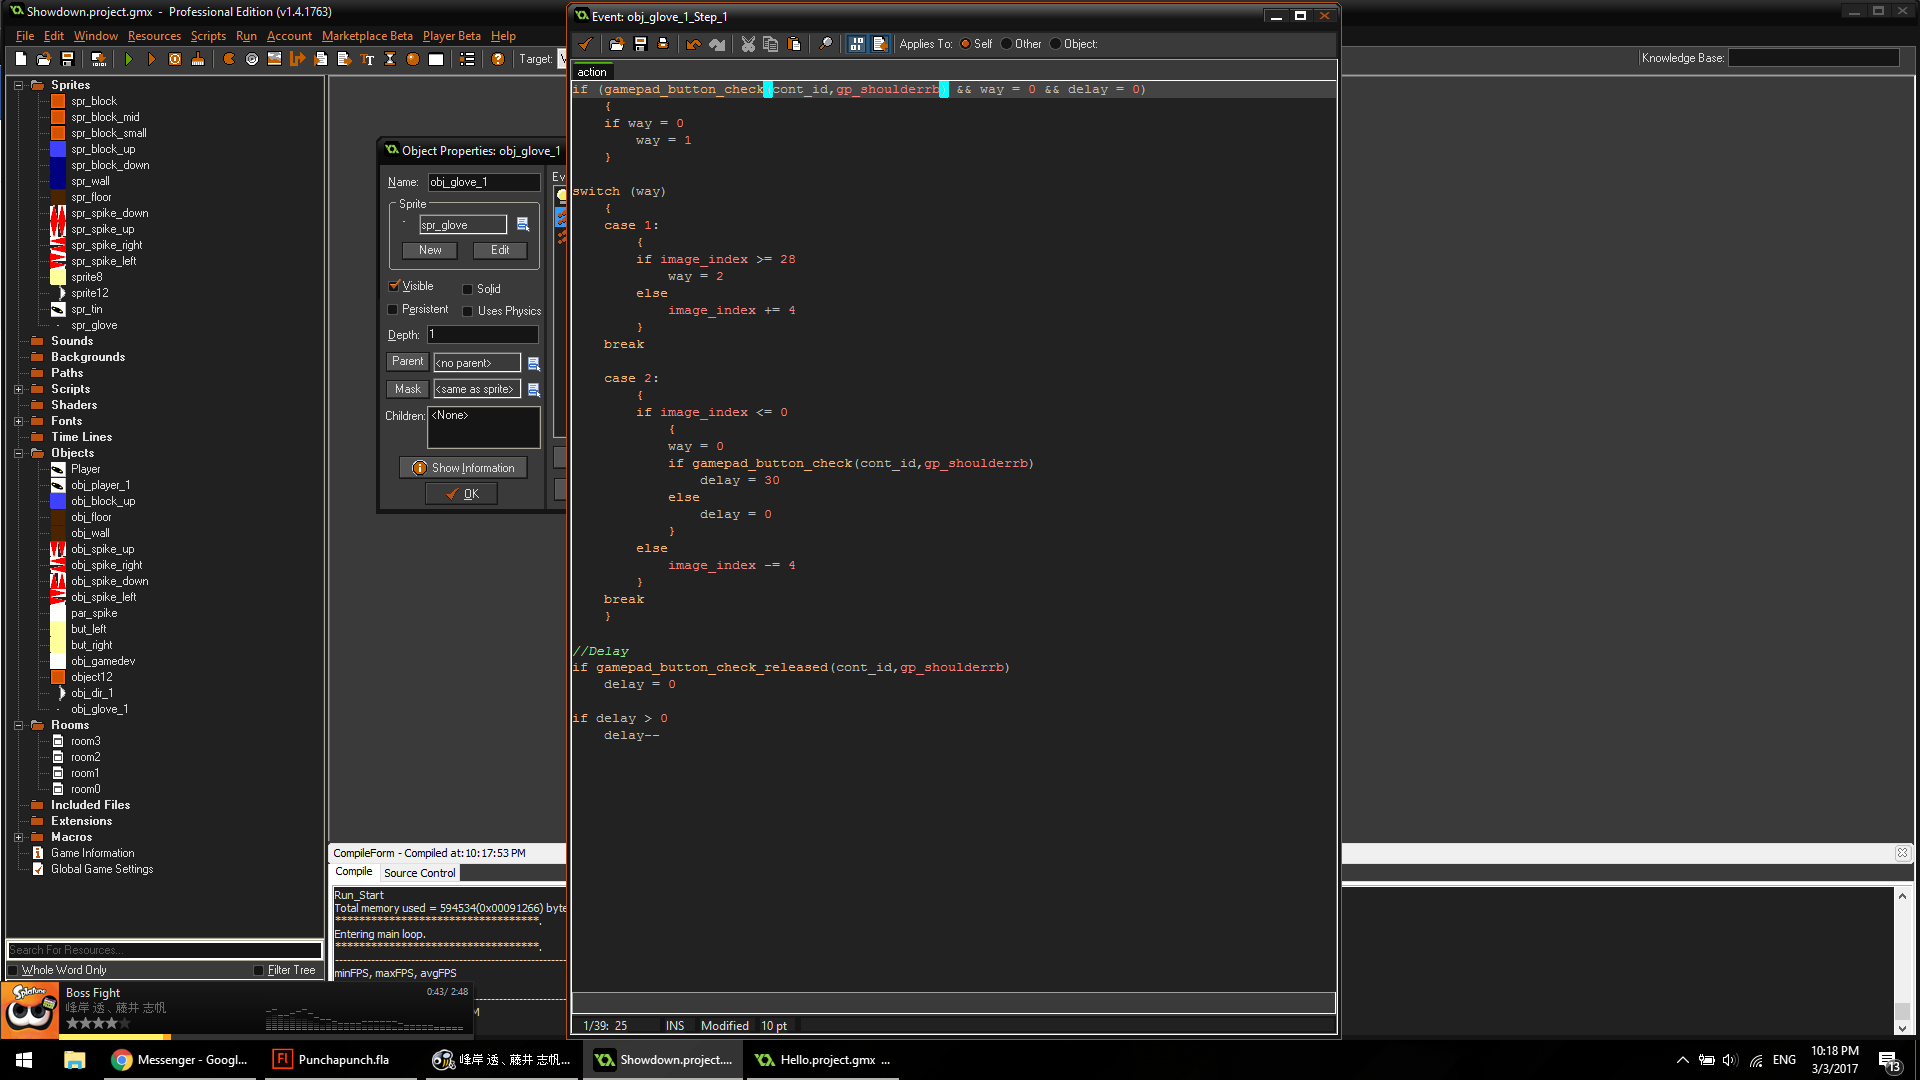 Showdown.project.gmx - Professional Edition (v1.4.1763)
File Edit Window Resources Scripts Run Account Marketplace Beta Player Beta Help
Target:
Knowledge Base:
Sprites
spr_block
spr_block_mid
spr_block_small
spr_block_up
spr_block_down
spr_wall
spr_floor
spr_spike_down
spr_spike_up
spr_spike_right
spr_spike_left
sprite8
sprite12
spr_tin
spr_glove
Sounds
Backgrounds
Paths
Scripts
Shaders
Fonts
Time Lines
Objects
Player
obj_player_1
obj_block_up
obj_floor
obj_wall
obj_spike_up
obj_spike_right
obj_spike_down
obj_spike_left
par_spike
but_left
but_right
obj_gamedev
object12
obj_dir_1
obj_glove_1
Rooms
room3
room2
room1
room0
Included Files
Extensions
Macros
Game Information
Global Game Settings
Search For Resources...
Whole Word Only Filter Tree
Object Properties: obj_glove_1
Name: obj_glove_1
Sprite
spr_glove
New Edit
Visible Solid
Persistent Uses Physics
Depth: 1
Parent <no parent>
Mask <same as sprite>
Children: <None>
Show Information
OK
Ev
Event: obj_glove_1_Step_1
Applies To: Self Other Object:
action
if (gamepad_button_check(cont_id,gp_shoulderrb) && way = 0 && delay = 0)
{
if way = 0
way = 1
}
switch (way)
{
case 1:
{
if image_index >= 28
way = 2
else
image_index += 4
}
break
case 2:
{
if image_index <= 0
{
way = 0
if gamepad_button_check(cont_id,gp_shoulderrb)
delay = 30
else
delay = 0
}
else
image_index -= 4
}
break
}
//Delay
if gamepad_button_check_released(cont_id,gp_shoulderrb)
delay = 0
if delay > 0
delay--
1/39: 25 INS Modified 10 pt
CompileForm - Compiled at:10:17:53 PM
Compile Source Control
Run_Start
Total memory used = 594534(0x00091266) byte
***********************************.
Entering main loop.
***********************************.
minFPS, maxFPS, avgFPS
M
Splatune
Boss Fight 0:43/ 2:48
峰岸 透、藤井 志帆
★★★★★
Messenger - Googl...
Punchapunch.fla
峰岸 透、藤井 志帆...
Showdown.project....
Hello.project.gmx ...
ENG
10:18 PM
3/3/2017
13